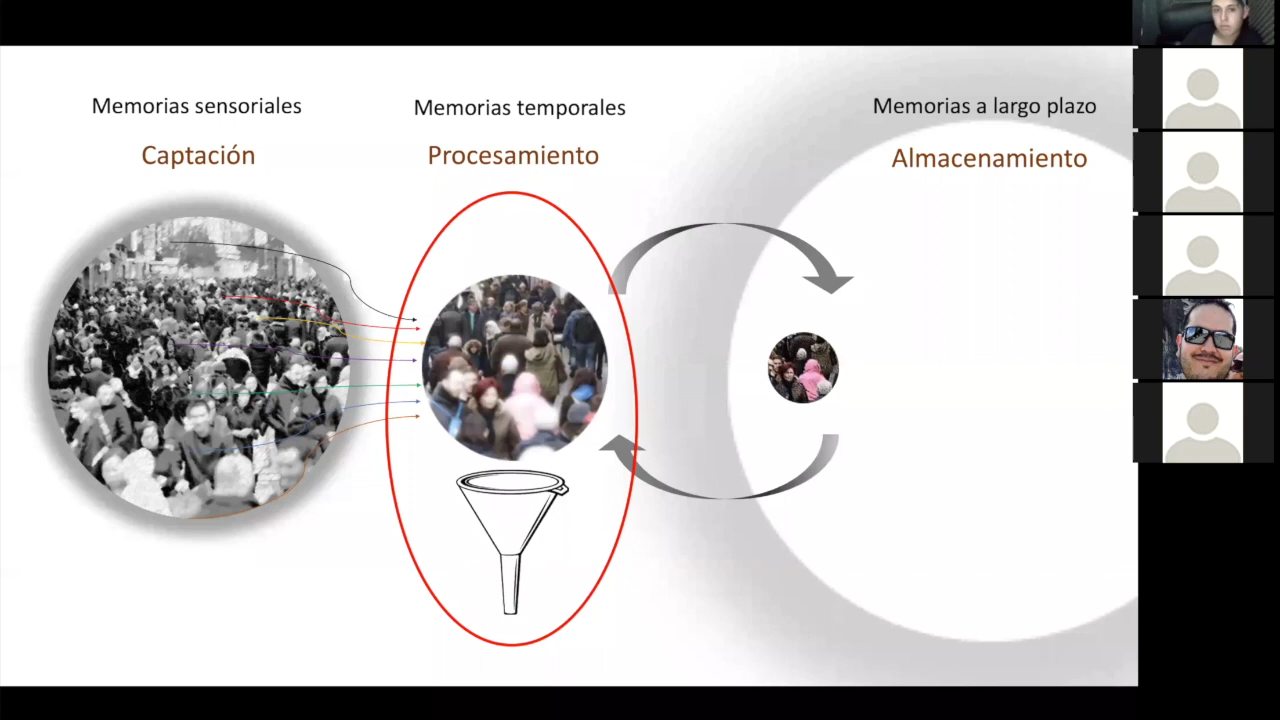 Memorias sensoriales
Captación
Memorias temporales
Procesamiento
Memorias a largo plazo
Almacenamiento